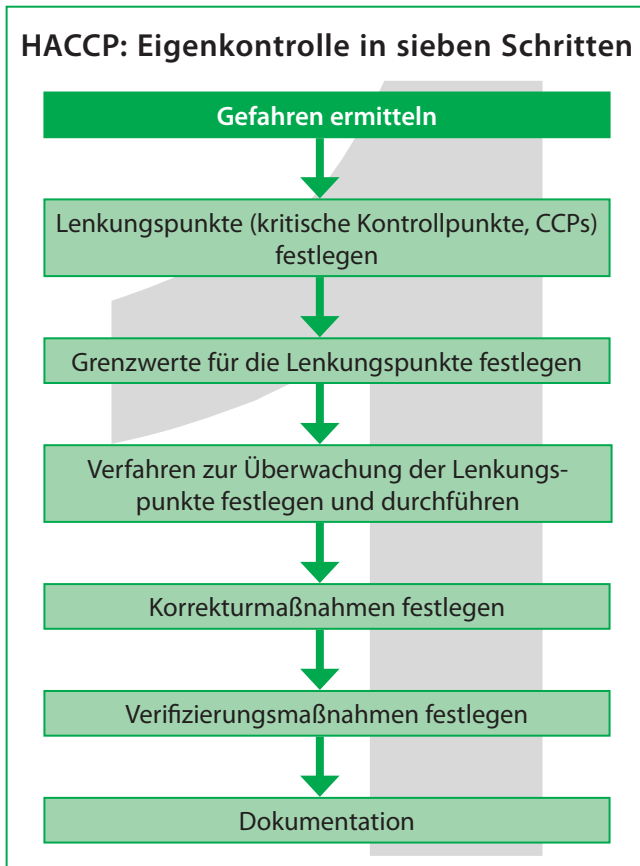 HACCP: Eigenkontrolle in sieben Schritten
Gefahren ermitteln
Lenkungspunkte (kritische Kontrollpunkte, CCPs)
festlegen
Grenzwerte für die Lenkungspunkte festlegen
Verfahren zur Überwachung der Lenkungs-
punkte festlegen und durchführen
Korrekturmaßnahmen festlegen
Verifizierungsmaßnahmen festlegen
Dokumentation